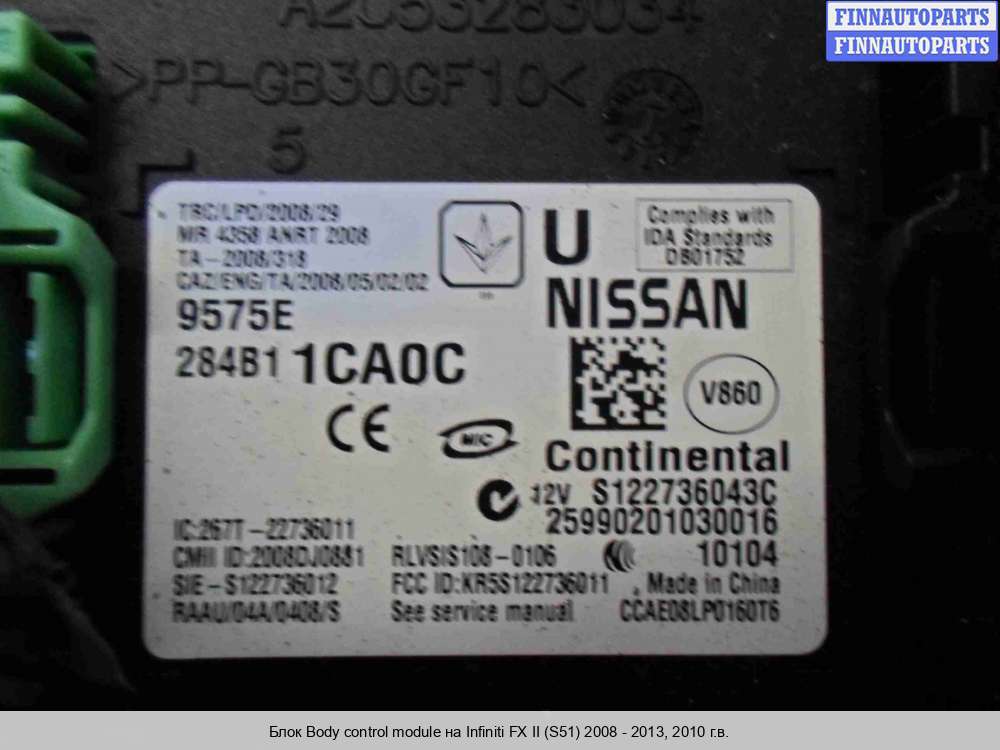 FINNAUTOPARTS
FINNAUTOPARTS
A2C53283034
>PP-GB30GF10<
5
TRC/LPD/2008/29
MR 4358 ANRT 2008
TA-2008/318
CAZ/ENG/TA/2008/05/02/02
9575E
284B1 1CA0C
CE
MIC
U
NISSAN
Complies with
IDA Standards
DB01752
V860
Continental
12V S122736043C
25990201030016
10104
IC:267T-22736011
CMII ID:2008DJ0881
SIE-S122736012
RAAU/04A/0408/S
RLVSIS108-0106
FCC ID:KR5S122736011
See service manual
Made in China
CCAE08LP0160T6
Блок Body control module на Infiniti FX II (S51) 2008 - 2013, 2010 г.в.